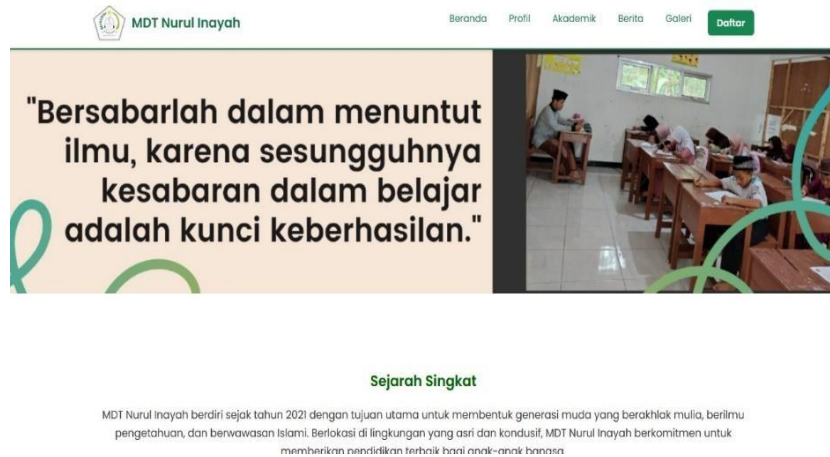 MDT Nurul Inayah
Beranda Profil Akademik Berita Galeri Daftar
"Bersabarlah dalam menuntut
ilmu, karena sesungguhnya
kesabaran dalam belajar
adalah kunci keberhasilan."
Sejarah Singkat
MDT Nurul Inayah berdiri sejak tahun 2021 dengan tujuan utama untuk membentuk generasi muda yang berakhlak mulia, berilmu
pengetahuan, dan berwawasan Islami. Berlokasi di lingkungan yang asri dan kondusif, MDT Nurul Inayah berkomitmen untuk
memberikan pendidikan terbaik bagi anak-anak bangsa